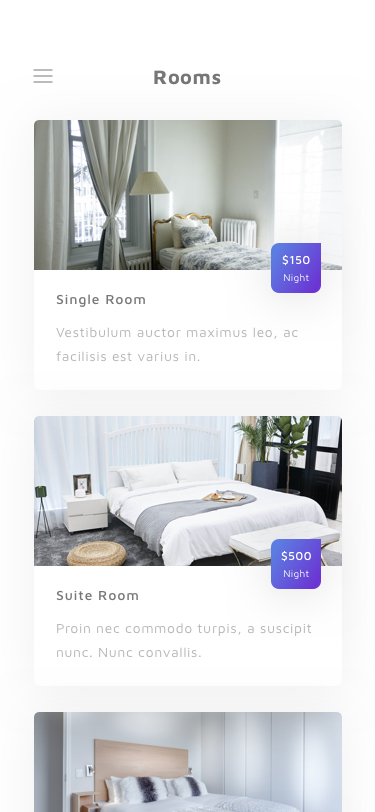 Rooms
$150
Night
Single Room
Vestibulum auctor maximus leo, ac
facilisis est varius in.
$500
Night
Suite Room
Proin nec commodo turpis, a suscipit
nunc. Nunc convallis.